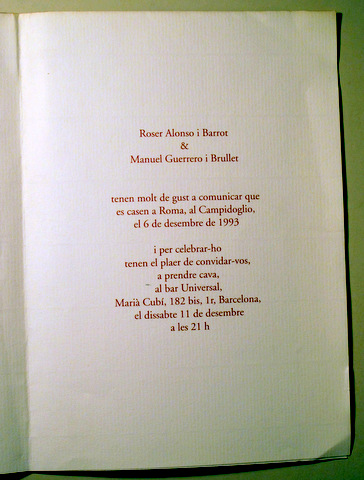 Roser Alonso i Barrot
&
Manuel Guerrero i Brullet
tenen molt de gust a comunicar que
es casen a Roma, al Campidoglio,
el 6 de desembre de 1993
i per celebrar-ho
tenen el plaer de convidar-vos,
a prendre cava,
al bar Universal,
Marià Cubí, 182 bis, 1r, Barcelona,
el dissabte 11 de desembre
a les 21 h